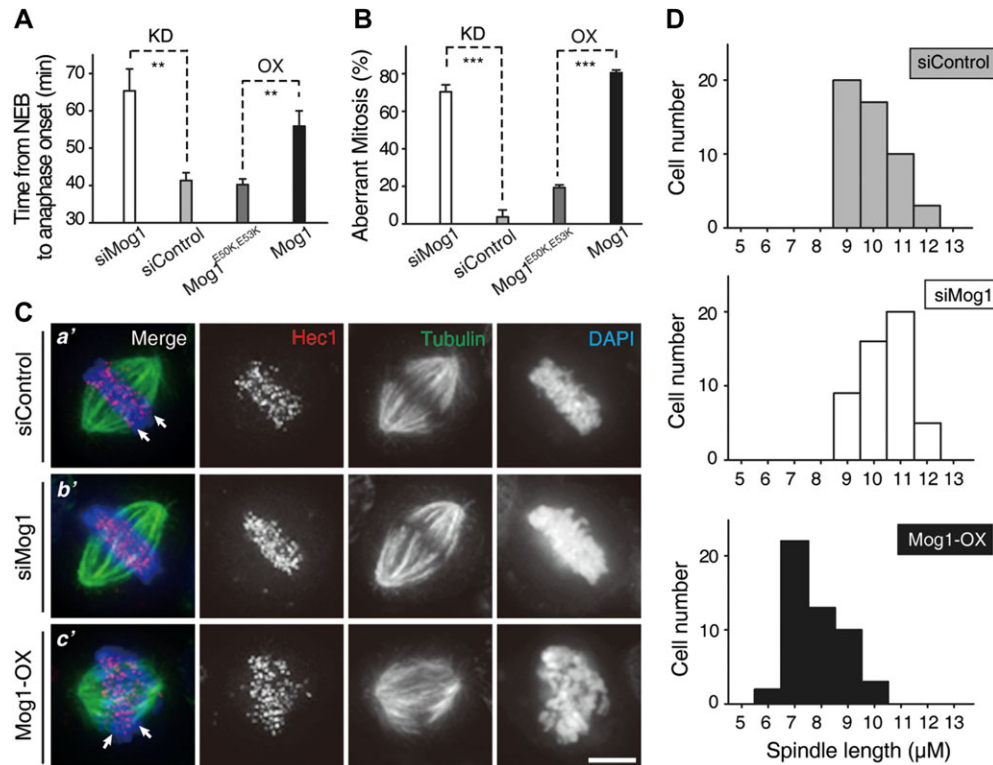 A
Time from NEB
to anaphase onset (min)
70
60
50
40
30
KD
**
OX
**
siMog1
siControl
Mog1E50K,E53K
Mog1
B
Aberrant Mitosis (%)
80
60
40
20
0
KD
***
OX
***
siMog1
siControl
Mog1E50K,E53K
Mog1
C
siControl
a'
Merge
Hec1
Tubulin
DAPI
siMog1
b'
Mog1-OX
c'
D
siControl
Cell number
20
10
0
5 6 7 8 9 10 11 12 13
siMog1
Cell number
20
10
0
5 6 7 8 9 10 11 12 13
Mog1-OX
Cell number
20
10
0
5 6 7 8 9 10 11 12 13
Spindle length (μM)